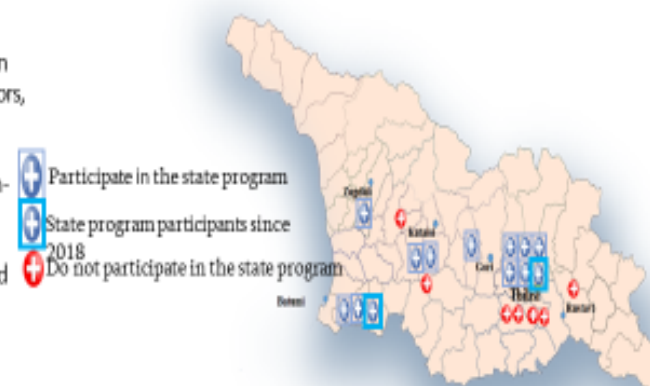 n
ors,
-
d
Participate in the state program
State program participants since
2018
Do not participate in the state program
Zugdidi
Kutaisi
Gori
Tbilisi
Rustavi
Batumi